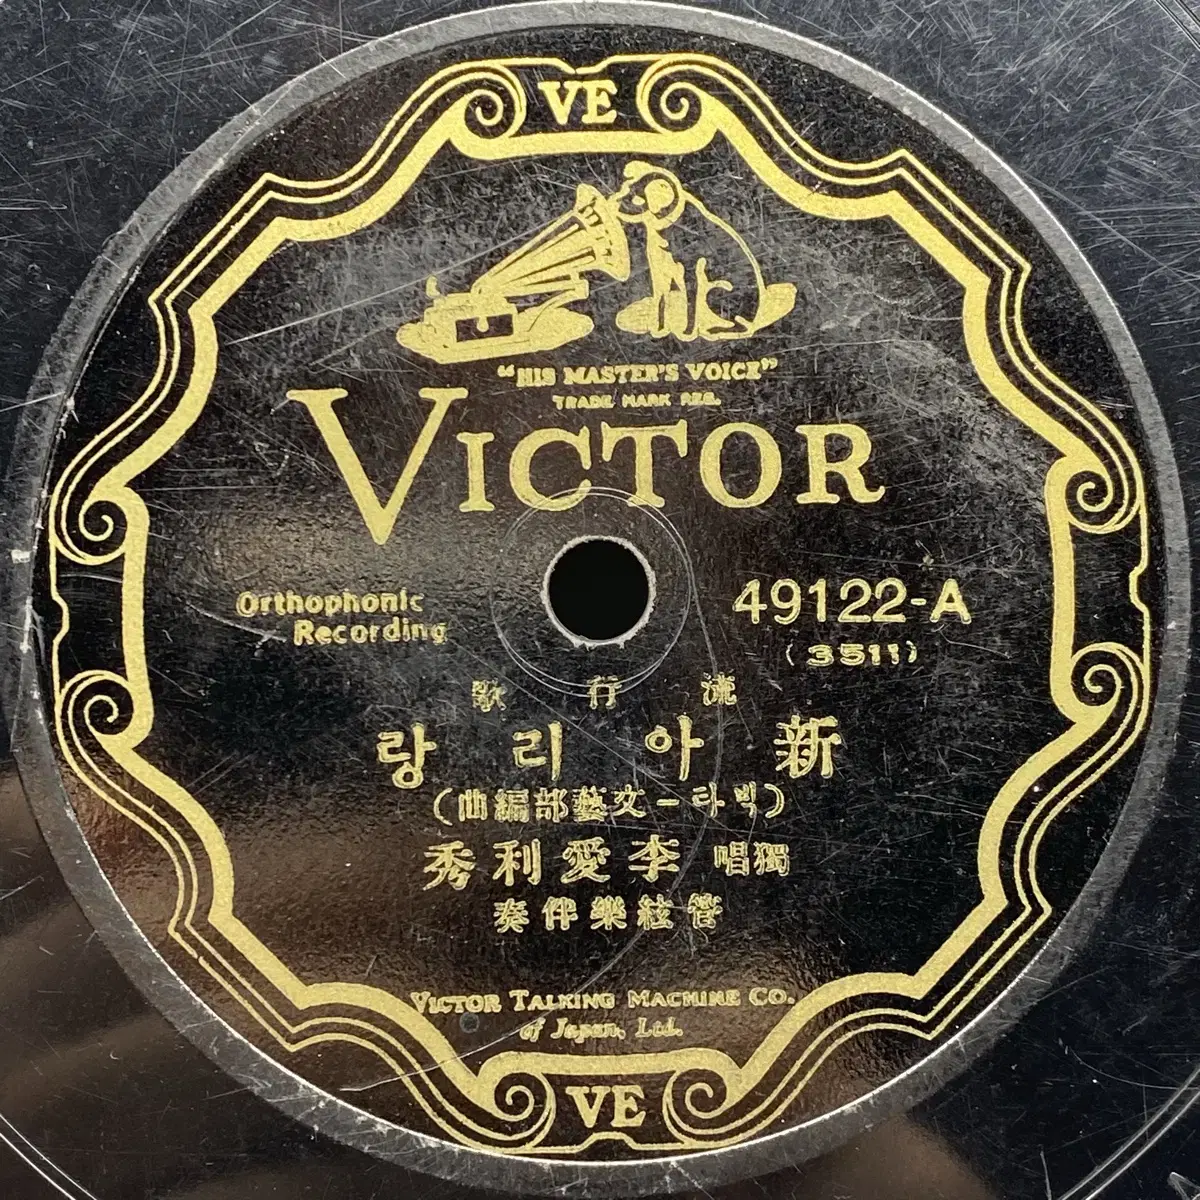 VE
"HIS MASTER'S VOICE"
TRADE MARK REG.
VICTOR
Orthophonic
Recording
49122-A
(3511)
流行歌
新아리랑
(빅타-文藝部編曲)
獨唱 李愛利秀
管絃樂伴奏
VICTOR TALKING MACHINE CO.
of Japan, Ltd.
VE